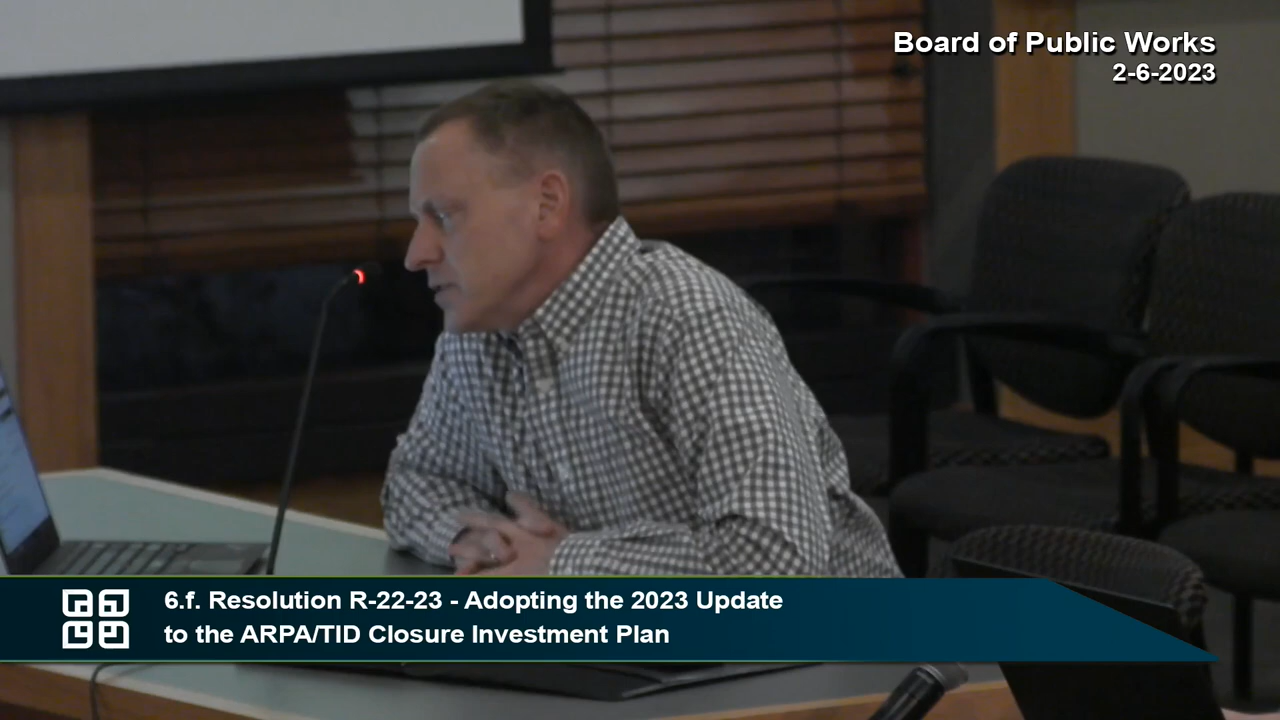 Board of Public Works
2-6-2023
6.f. Resolution R-22-23 - Adopting the 2023 Update
to the ARPA/TID Closure Investment Plan